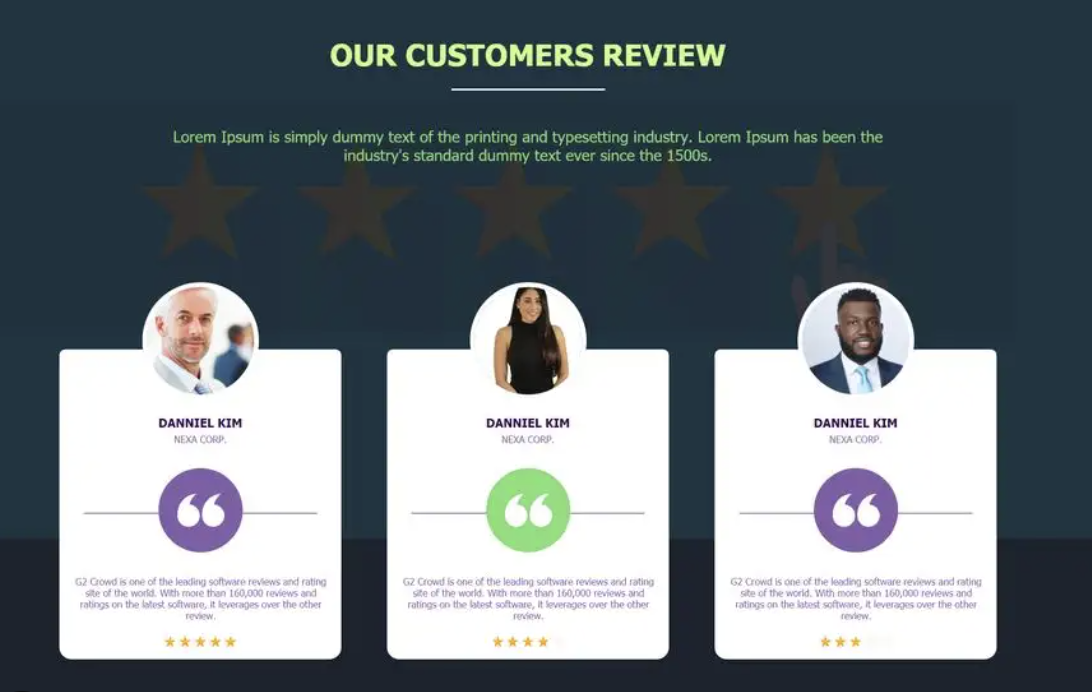 OUR CUSTOMERS REVIEW
Lorem Ipsum is simply dummy text of the printing and typesetting industry. Lorem Ipsum has been the
industry's standard dummy text ever since the 1500s.
DANNIEL KIM
NEXA CORP.
G2 Crowd is one of the leading software reviews and rating
site of the world. With more than 160,000 reviews and
ratings on the latest software, it leverages over the other
review.
DANNIEL KIM
NEXA CORP.
G2 Crowd is one of the leading software reviews and rating
site of the world. With more than 160,000 reviews and
ratings on the latest software, it leverages over the other
review.
DANNIEL KIM
NEXA CORP.
G2 Crowd is one of the leading software reviews and rating
site of the world. With more than 160,000 reviews and
ratings on the latest software, it leverages over the other
review.